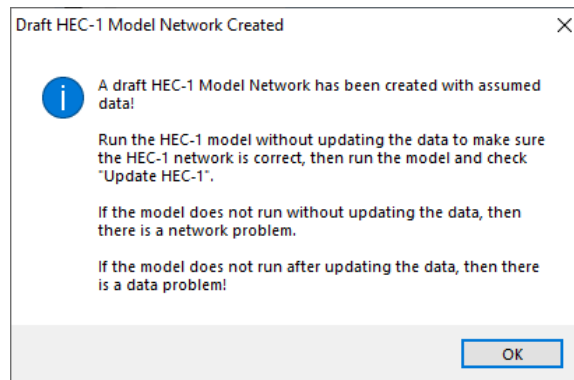 Draft HEC-1 Model Network Created
A draft HEC-1 Model Network has been created with assumed
data!
Run the HEC-1 model without updating the data to make sure
the HEC-1 network is correct, then run the model and check
"Update HEC-1".
If the model does not run without updating the data, then
there is a network problem.
If the model does not run after updating the data, then there
is a data problem!
OK